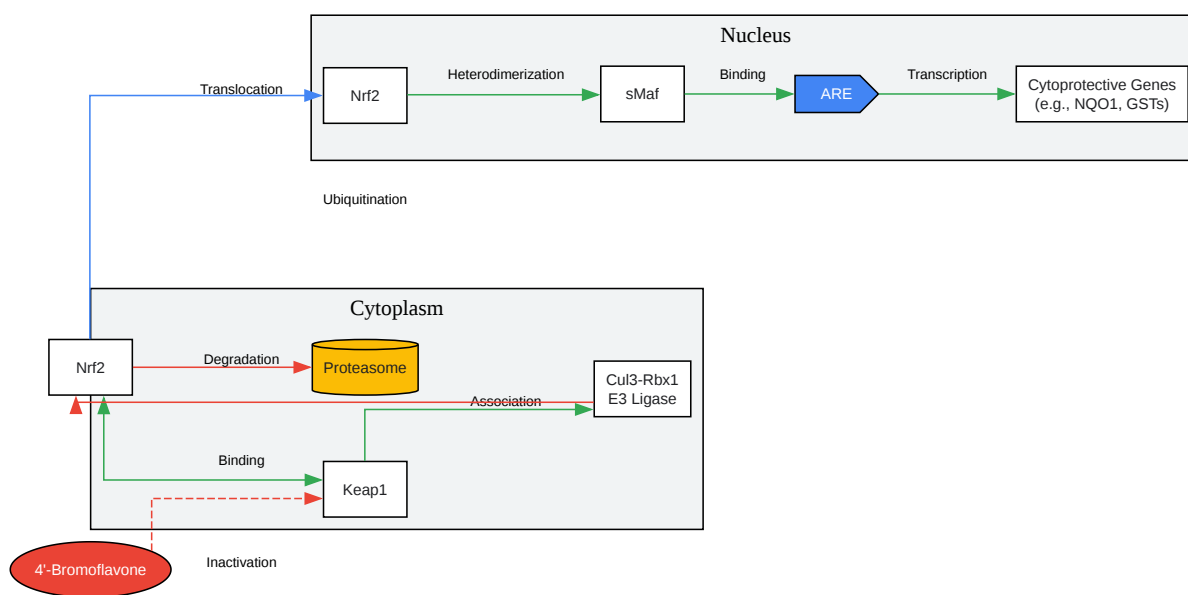 Nucleus
Translocation
Nrf2
Heterodimerization
sMaf
Binding
ARE
Transcription
Cytoprotective Genes
(e.g., NQO1, GSTs)
Ubiquitination
Cytoplasm
Nrf2
Degradation
Proteasome
Cul3-Rbx1
E3 Ligase
Association
Binding
Keap1
Inactivation
4'-Bromoflavone